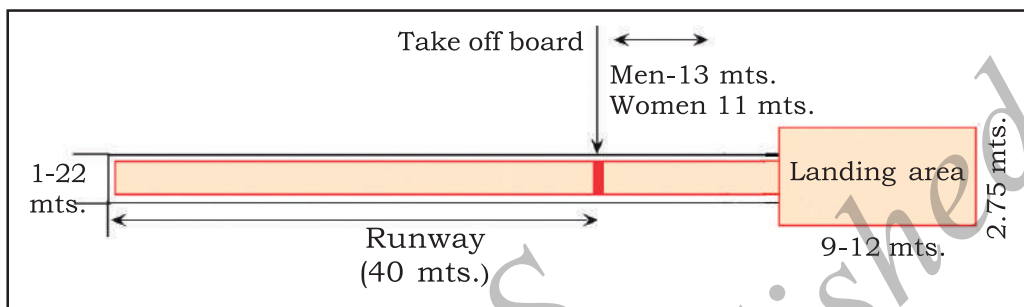 Take off board
Men-13 mts.
Women 11 mts.
1-22
mts.
Landing area
2.75 mts.
9-12 mts.
Runway
(40 mts.)